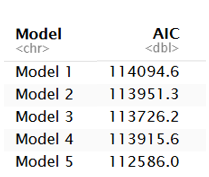 Model AIC
<chr> <dbl>
Model 1 114094.6
Model 2 113951.3
Model 3 113726.2
Model 4 113915.6
Model 5 112586.0